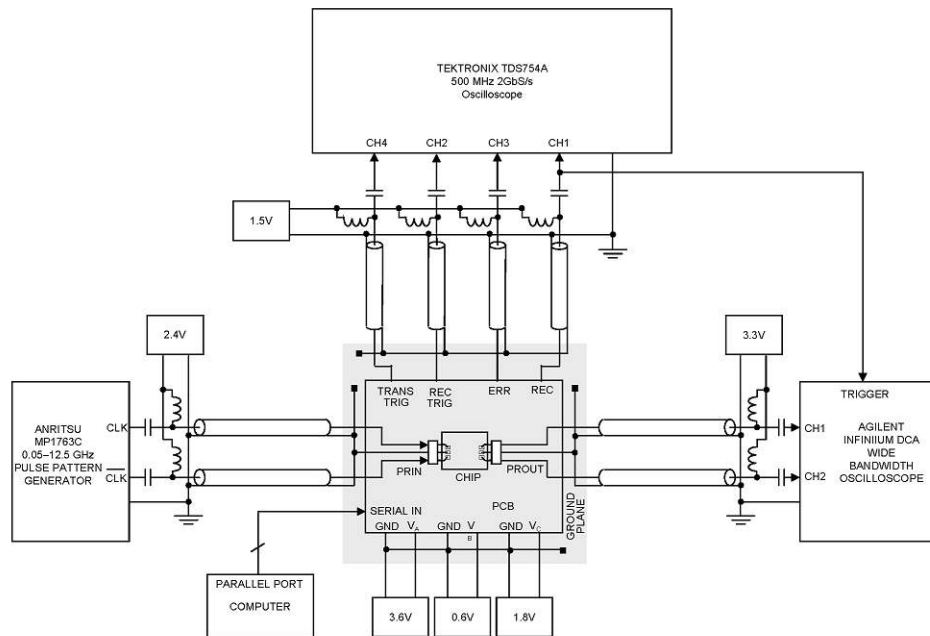 TEKTRONIX TDS754A
500 MHz 2GbS/s
Oscilloscope
CH4 CH2 CH3 CH1
1.5V
2.4V
3.3V
TRANS
TRIG
REC
TRIG
ERR
REC
ANRITSU
MP1763C
0.05–12.5 GHz
PULSE PATTERN
GENERATOR
CLK
CLK
PRIN
CHIP
PROUT
PCB
GROUND
PLANE
SERIAL IN
GND VA GND VB GND VC
TRIGGER
CH1
CH2
AGILENT
INFINIIUM DCA
WIDE
BANDWIDTH
OSCILLOSCOPE
PARALLEL PORT
COMPUTER
3.6V 0.6V 1.8V